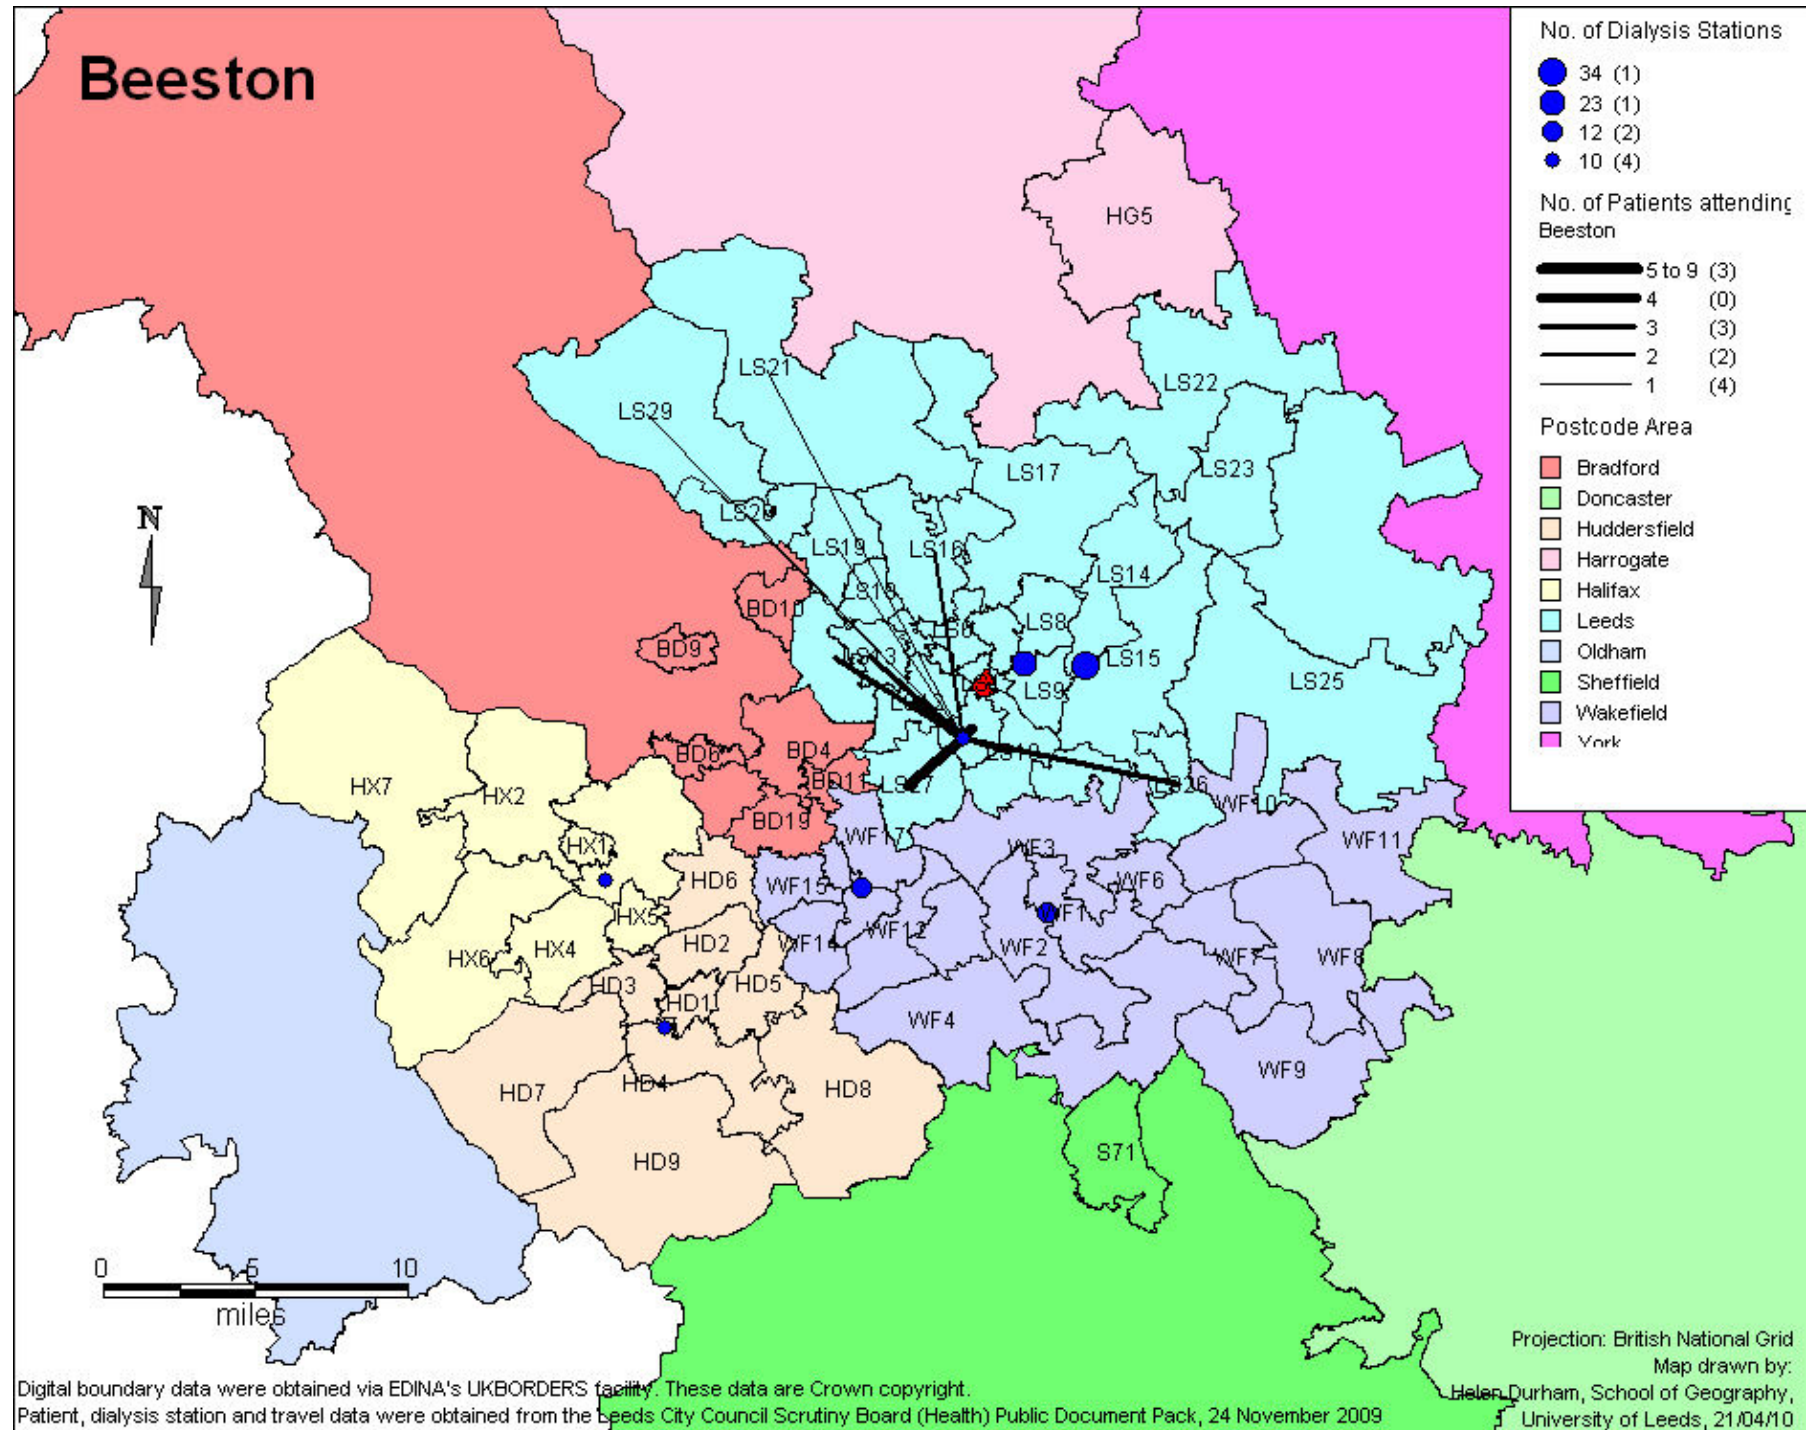 Beeston
No. of Dialysis Stations
34 (1)
23 (1)
12 (2)
10 (4)
No. of Patients attending
Beeston
5 to 9 (3)
4 (0)
3 (3)
2 (2)
1 (4)
Postcode Area
Bradford
Doncaster
Huddersfield
Harrogate
Halifax
Leeds
Oldham
Sheffield
Wakefield
York
N
HG5
LS21
LS22
LS29
LS17
LS23
LS20
LS19
LS16
LS14
LS18
BD10
LS8
LS6
BD9
LS13
LS15
LS9
LS25
BD6
BD4
LS10
BD11
LS27
LS26
HX7
HX2
WF10
BD19
WF17
HX1
WF3
WF11
HD6
WF15
WF6
HX5
WF1
HD2
WF14
WF12
HX6
HX4
WF2
WF7
WF8
HD3
HD1
HD5
WF4
HD7
HD4
HD8
WF9
HD9
S71
0 5 10
miles
Projection: British National Grid
Map drawn by:
Helen Durham, School of Geography,
University of Leeds, 21/04/10
Digital boundary data were obtained via EDINA's UKBORDERS facility. These data are Crown copyright.
Patient, dialysis station and travel data were obtained from the Leeds City Council Scrutiny Board (Health) Public Document Pack, 24 November 2009